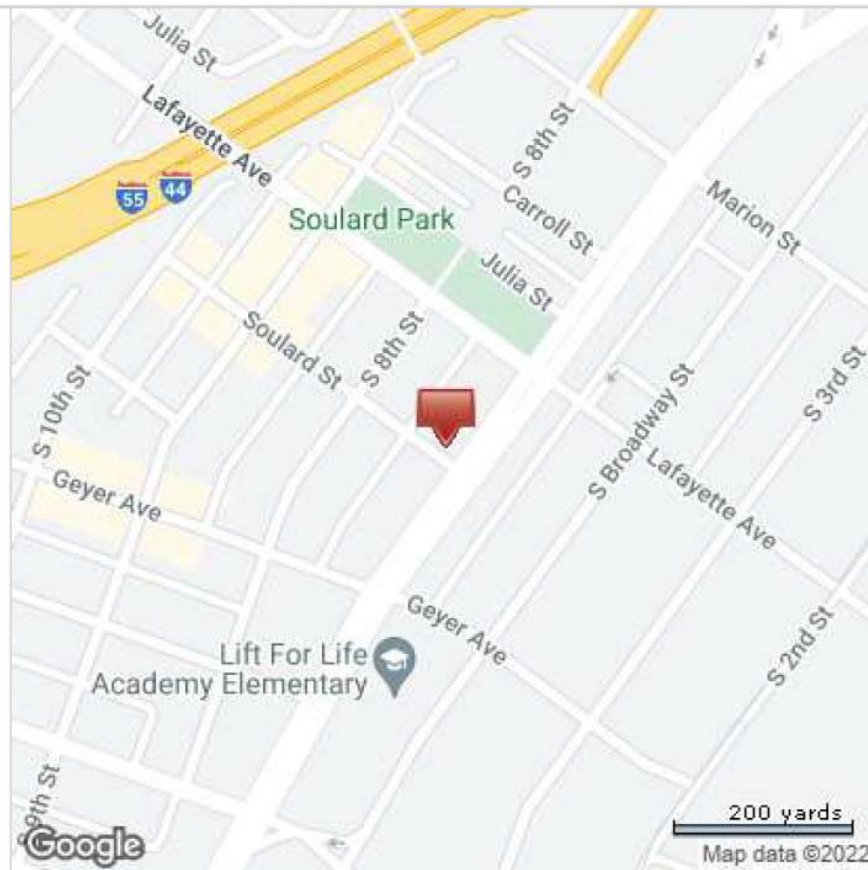 Julia St
Lafayette Ave
S 8th St
55
44
Carroll St
Marion St
Soulard Park
Julia St
Soulard St
S 8th St
S 10th St
S 3rd St
S Broadway St
Lafayette Ave
Geyer Ave
Geyer Ave
Lift For Life
Academy Elementary
S 2nd St
S 9th St
200 yards
Google
Map data ©2022